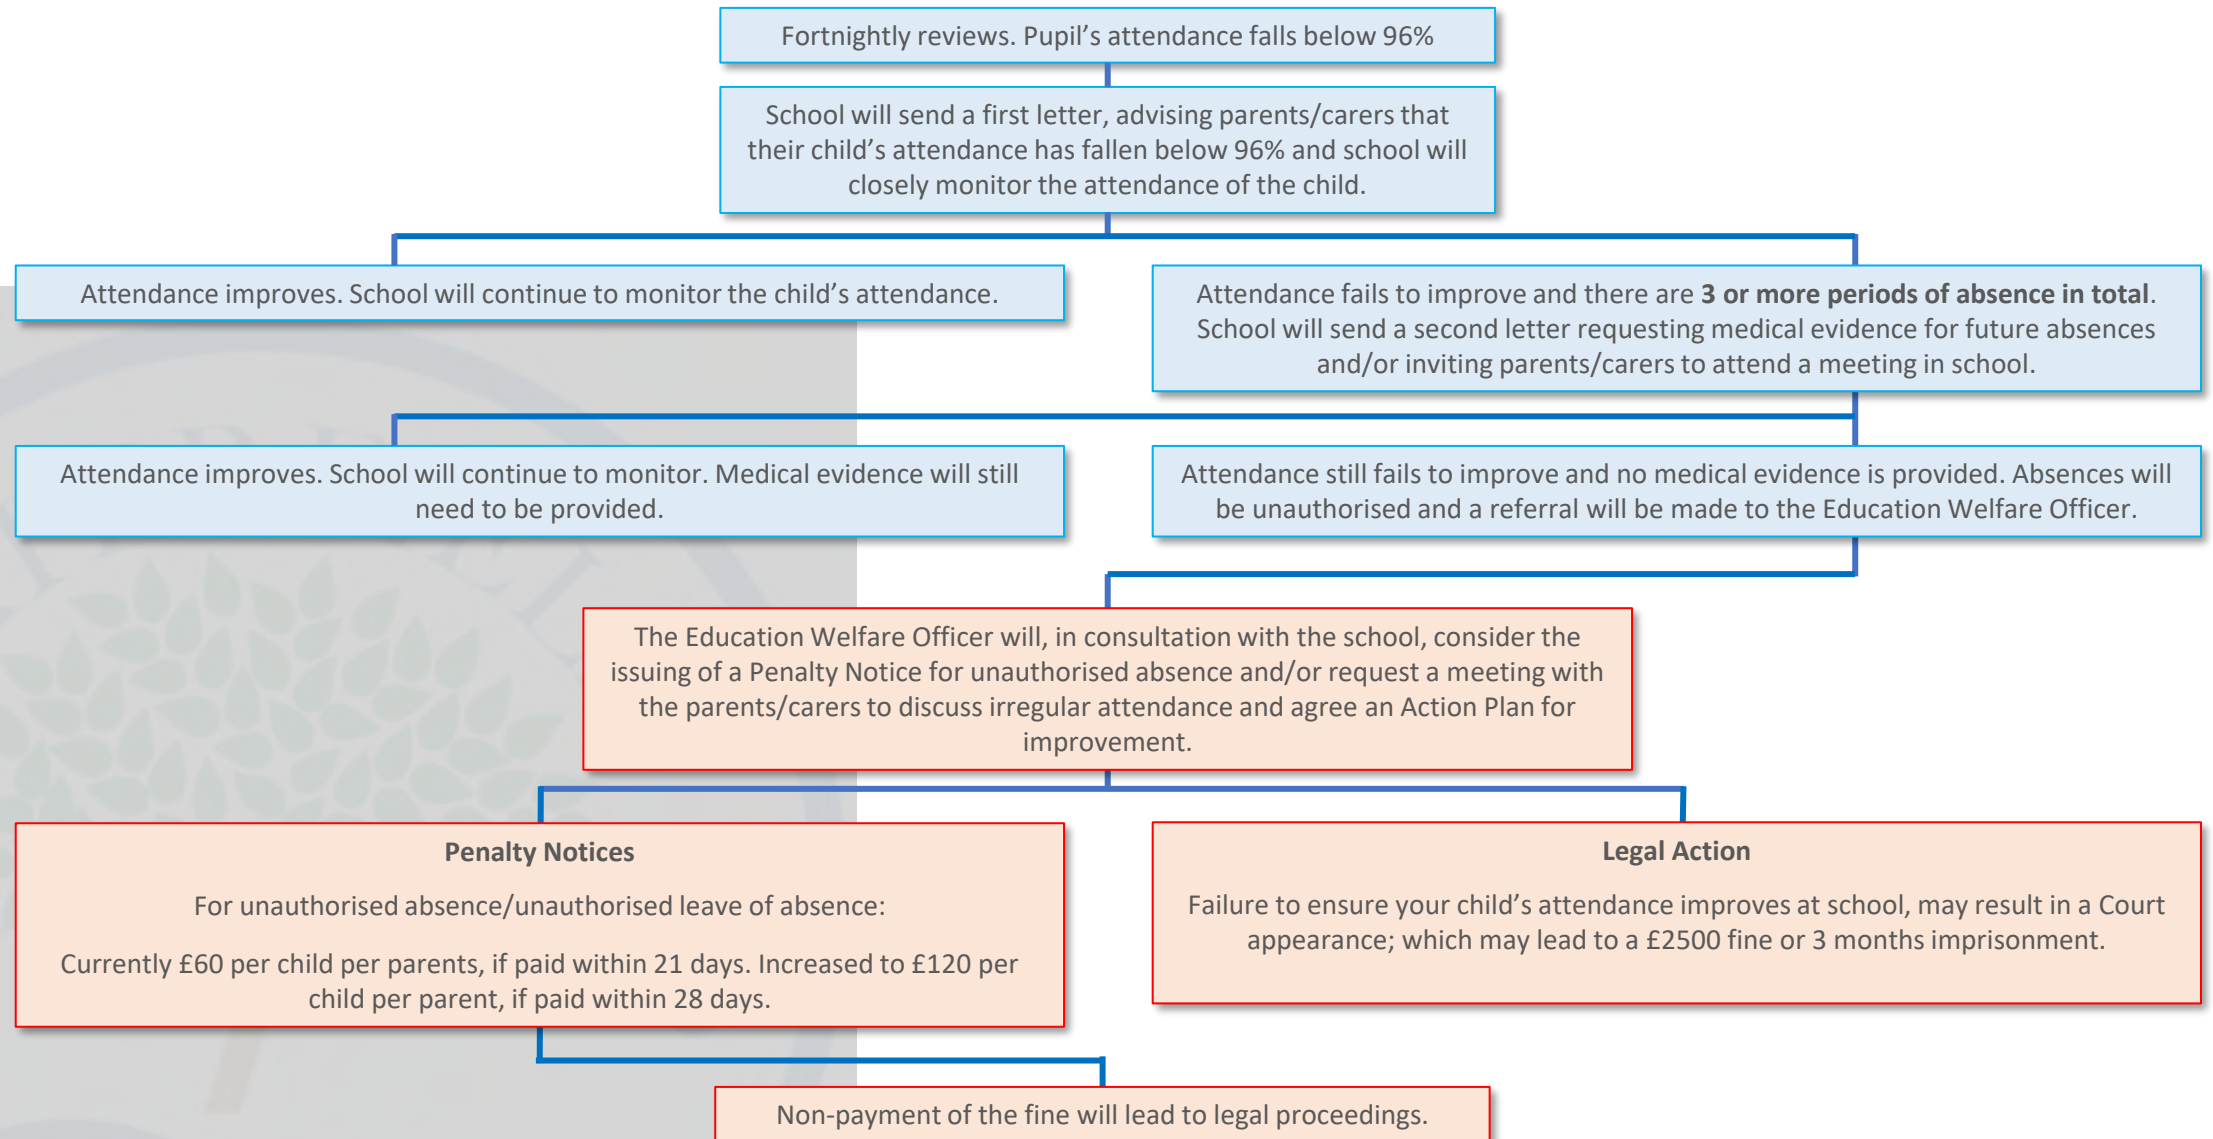 Fortnightly reviews. Pupil’s attendance falls below 96%
School will send a first letter, advising parents/carers that
their child’s attendance has fallen below 96% and school will
closely monitor the attendance of the child.
Attendance improves. School will continue to monitor the child’s attendance.
Attendance fails to improve and there are 3 or more periods of absence in total.
School will send a second letter requesting medical evidence for future absences
and/or inviting parents/carers to attend a meeting in school.
Attendance improves. School will continue to monitor. Medical evidence will still
need to be provided.
Attendance still fails to improve and no medical evidence is provided. Absences will
be unauthorised and a referral will be made to the Education Welfare Officer.
The Education Welfare Officer will, in consultation with the school, consider the
issuing of a Penalty Notice for unauthorised absence and/or request a meeting with
the parents/carers to discuss irregular attendance and agree an Action Plan for
improvement.
Penalty Notices
For unauthorised absence/unauthorised leave of absence:
Currently £60 per child per parents, if paid within 21 days. Increased to £120 per
child per parent, if paid within 28 days.
Legal Action
Failure to ensure your child’s attendance improves at school, may result in a Court
appearance; which may lead to a £2500 fine or 3 months imprisonment.
Non-payment of the fine will lead to legal proceedings.